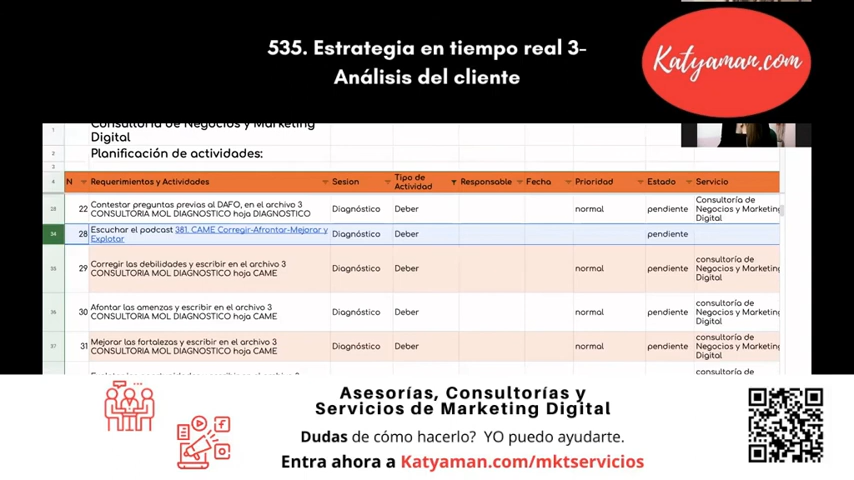 535. Estrategia en tiempo real 3-
Análisis del cliente
Katyaman.com
1
Consultoría de Negocios y Marketing
Digital
2
Planificación de actividades:
3
4 N Requerimientos y Actividades Sesion Tipo de Actividad Responsable Fecha Prioridad Estado Servicio
22 Contestar preguntas previas al DAFO, en el archivo 3
CONSULTORIA MOL DIAGNOSTICO hoja DIAGNOSTICO
Diagnóstico Deber normal pendiente
Consultoría de
Negocios y Marketing
Digital
34 28 Escuchar el podcast 381. CAME Corregir-Afrontar-Mejorar y
Explotar
Diagnóstico Deber pendiente
29 Corregir las debilidades y escribir en el archivo 3
CONSULTORIA MOL DIAGNOSTICO hoja CAME
Diagnóstico Deber normal pendiente
consultoría de
Negocios y Marketing
Digital
30 Afontar las amenzas y escribir en el archivo 3
CONSULTORIA MOL DIAGNOSTICO hoja CAME
Diagnóstico Deber normal pendiente
consultoría de
Negocios y Marketing
Digital
31 Mejorar las fortalezas y escribir en el archivo 3
CONSULTORIA MOL DIAGNOSTICO hoja CAME
Diagnóstico Deber normal pendiente
consultoría de
Negocios y Marketing
Digital
consultoría de
Asesorías, Consultorías y
Servicios de Marketing Digital
Dudas de cómo hacerlo? YO puedo ayudarte.
Entra ahora a Katyaman.com/mktservicios